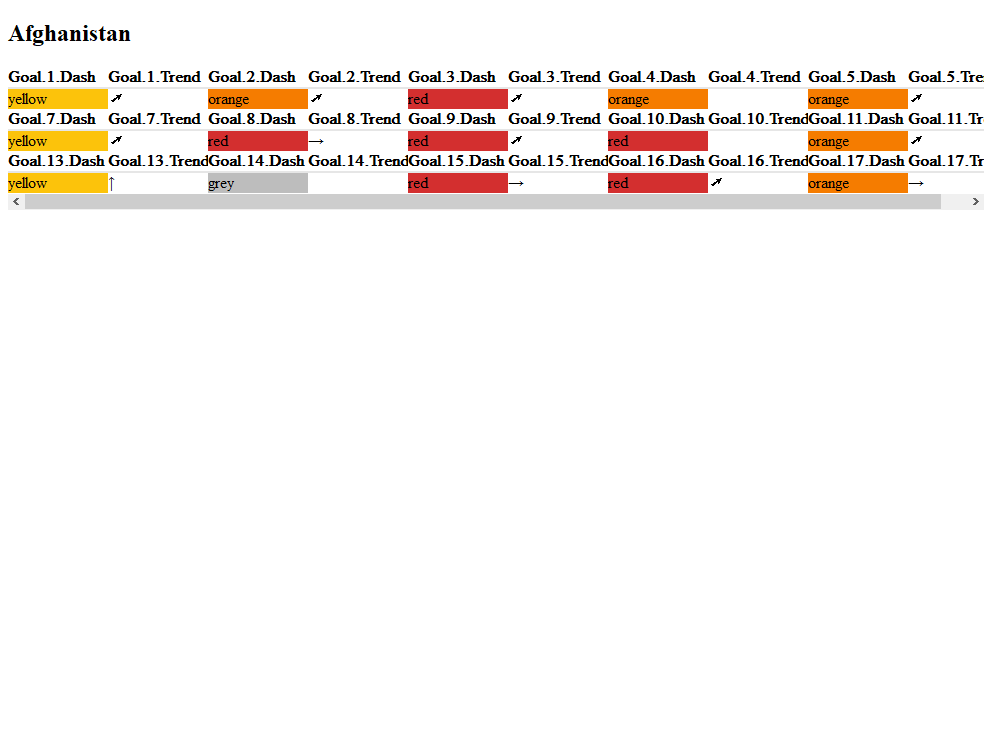 Afghanistan
Goal.1.Dash Goal.1.Trend Goal.2.Dash Goal.2.Trend Goal.3.Dash Goal.3.Trend Goal.4.Dash Goal.4.Trend Goal.5.Dash Goal.5.Tre
yellow ➚ orange ➚ red ➚ orange orange ➚
Goal.7.Dash Goal.7.Trend Goal.8.Dash Goal.8.Trend Goal.9.Dash Goal.9.Trend Goal.10.Dash Goal.10.Trend Goal.11.Dash Goal.11.Tr
yellow ➚ red → red ➚ red orange ➚
Goal.13.Dash Goal.13.Trend Goal.14.Dash Goal.14.Trend Goal.15.Dash Goal.15.Trend Goal.16.Dash Goal.16.Trend Goal.17.Dash Goal.17.Tr
yellow ↑ grey red → red ➚ orange →